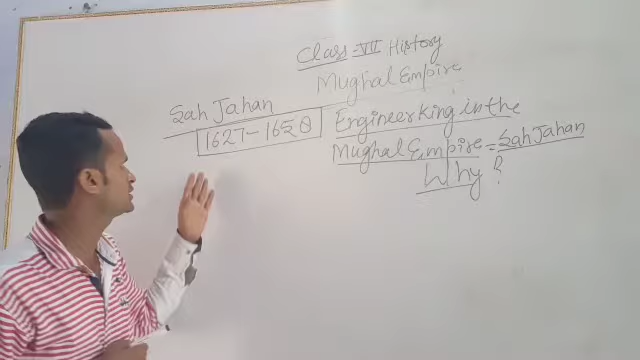 Class = VII History
Mughal Empire
Sah Jahan
1627-1658
Engineer king in the
Mughal Empire = Sah Jahan
Why ?